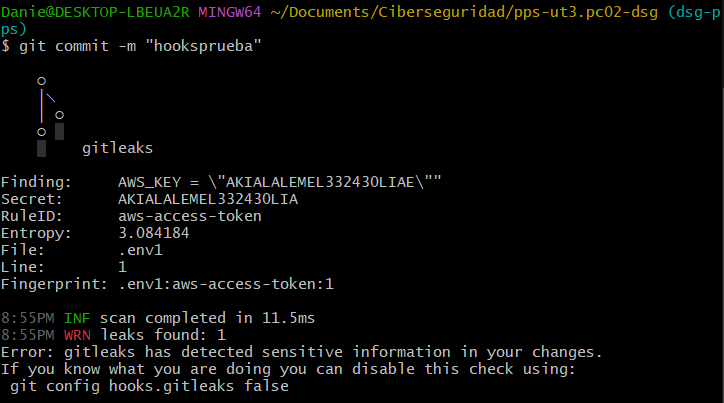 Danie@DESKTOP-LBEUA2R MINGW64 ~/Documents/Ciberseguridad/pps-ut3.pc02-dsg (dsg-p
ps)
$ git commit -m "hooksprueba"
gitleaks
Finding:     AWS_KEY = \"AKIALALEMEL33243OLIAE\""
Secret:      AKIALALEMEL33243OLIA
RuleID:      aws-access-token
Entropy:     3.084184
File:        .env1
Line:        1
Fingerprint: .env1:aws-access-token:1
8:55PM INF scan completed in 11.5ms
8:55PM WRN leaks found: 1
Error: gitleaks has detected sensitive information in your changes.
If you know what you are doing you can disable this check using:
 git config hooks.gitleaks false